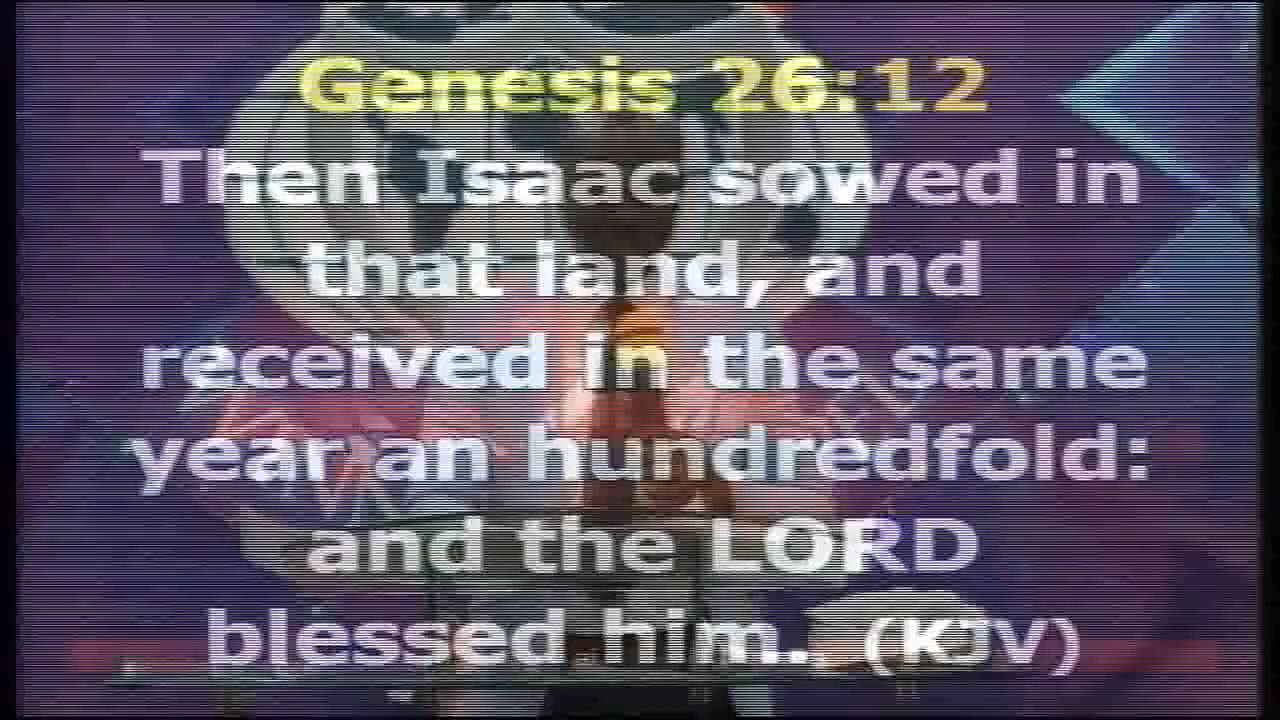 Genesis 26:12
Then Isaac sowed in
that land, and
received in the same
year an hundredfold:
and the LORD
blessed him. (KJV)